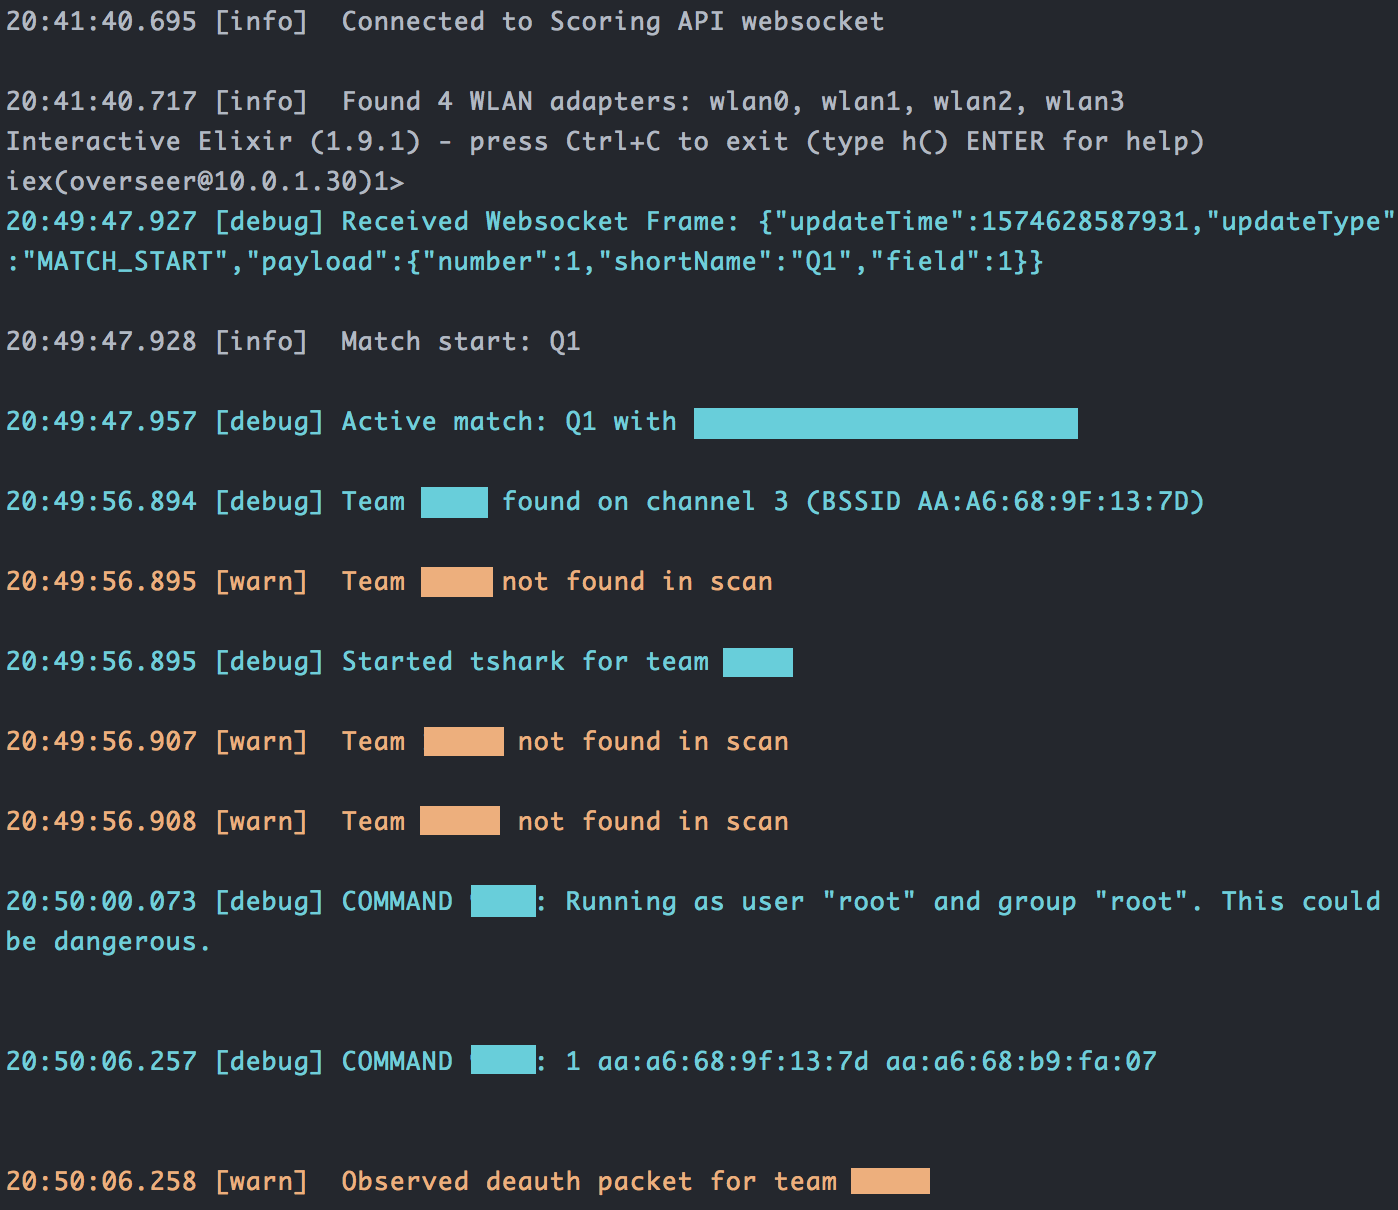 20:41:40.695 [info]  Connected to Scoring API websocket
20:41:40.717 [info]  Found 4 WLAN adapters: wlan0, wlan1, wlan2, wlan3
Interactive Elixir (1.9.1) - press Ctrl+C to exit (type h() ENTER for help)
iex(overseer@10.0.1.30)1>
20:49:47.927 [debug] Received Websocket Frame: {"updateTime":1574628587931,"updateType"
:"MATCH_START","payload":{"number":1,"shortName":"Q1","field":1}}
20:49:47.928 [info]  Match start: Q1
20:49:47.957 [debug] Active match: Q1 with
20:49:56.894 [debug] Team found on channel 3 (BSSID AA:A6:68:9F:13:7D)
20:49:56.895 [warn]  Team not found in scan
20:49:56.895 [debug] Started tshark for team
20:49:56.907 [warn]  Team not found in scan
20:49:56.908 [warn]  Team not found in scan
20:50:00.073 [debug] COMMAND : Running as user "root" and group "root". This could
be dangerous.
20:50:06.257 [debug] COMMAND : 1 aa:a6:68:9f:13:7d aa:a6:68:b9:fa:07
20:50:06.258 [warn]  Observed deauth packet for team